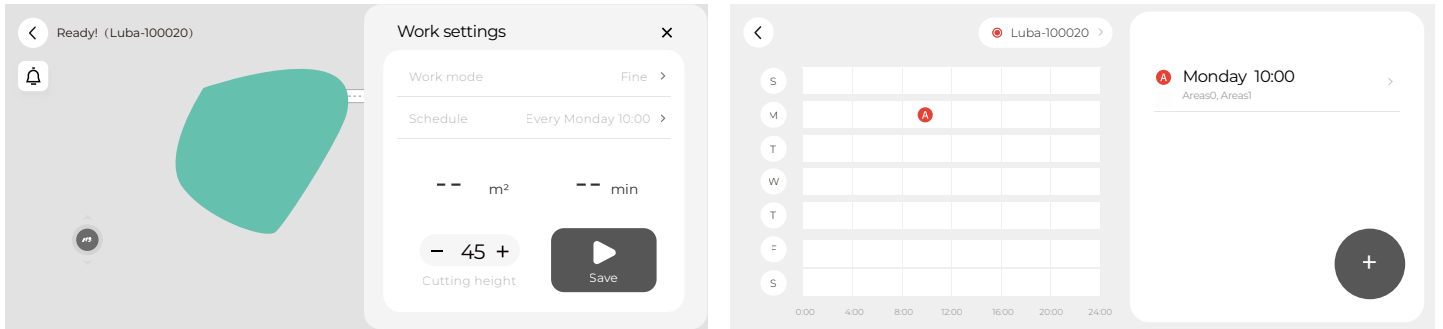 Ready! (Luba-100020)
Work settings
Work mode Fine
Schedule Every Monday 10:00
-- m² -- min
45
Cutting height
Save
Luba-100020
S
M A
T
W
T
F
S
0:00 4:00 8:00 12:00 16:00 20:00 24:00
A Monday 10:00
Areas0, Areas1